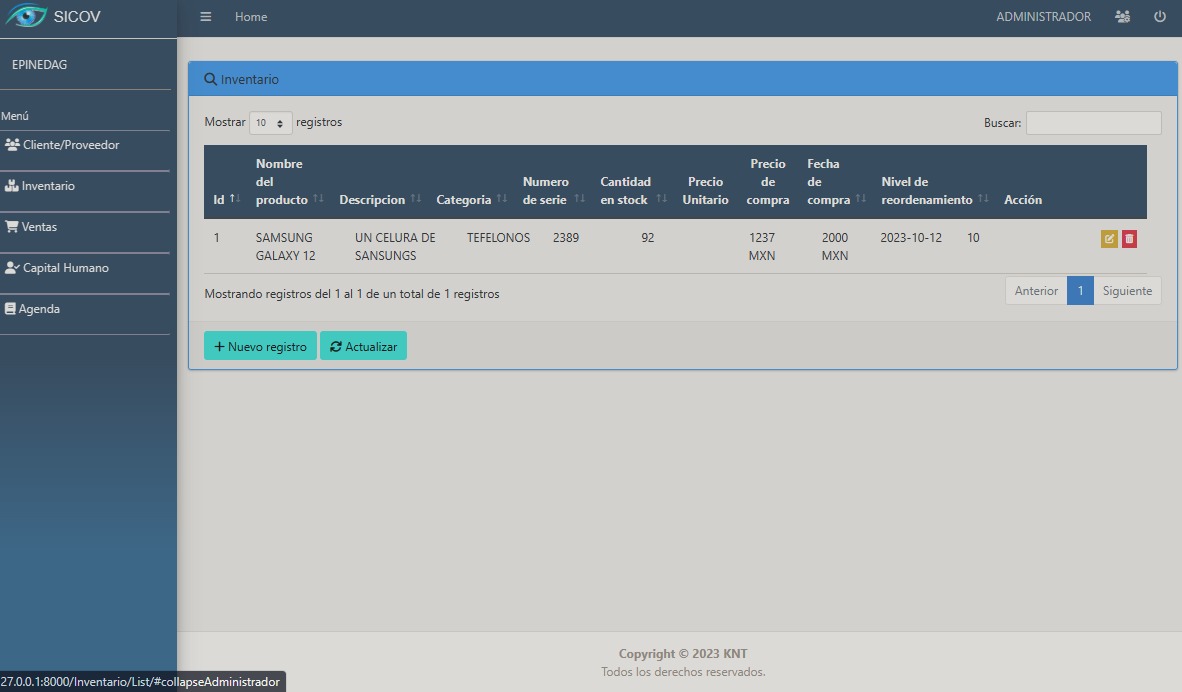 SICOV
Home
ADMINISTRADOR
EPINEDAG
Menú
Cliente/Proveedor
Inventario
Ventas
Capital Humano
Agenda
Inventario
Mostrar 10 registros
Buscar:
Id
Nombre
del
producto
Descripcion
Categoria
Numero
de serie
Cantidad
en stock
Precio
Unitario
Precio
de
compra
Fecha
de
compra
Nivel de
reordenamiento
Acción
1
SAMSUNG
GALAXY 12
UN CELURA DE
SANSUNGS
TEFELONOS
2389
92
1237
MXN
2000
MXN
2023-10-12
10
Mostrando registros del 1 al 1 de un total de 1 registros
Anterior 1 Siguiente
Nuevo registro
Actualizar
Copyright © 2023 KNT
Todos los derechos reservados.
27.0.0.1:8000/Inventario/List/#collapseAdministrador